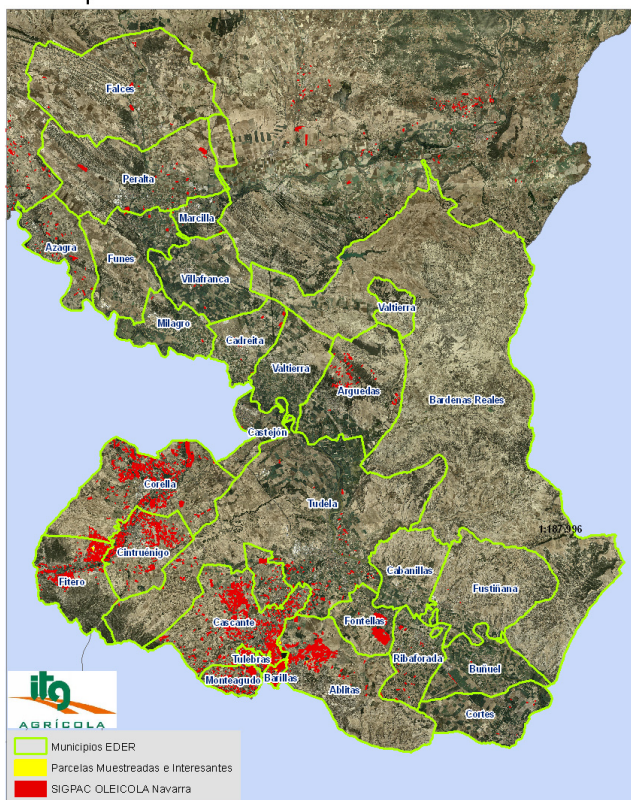 Falces
Peralta
Marcilla
Azagra
Funes
Villafranca
Milagro
Cadreita
Valtierra
Valtierra
Arguedas
Bardenas Reales
Castejón
Corella
Tudela
1:187.996
Cintruénigo
Fitero
Cabanillas
Fustiñana
Cascante
Fontellas
Tulebras
Ribaforada
Monteagudo
Barillas
Ablitas
Buñuel
Cortes
itg
AGRÍCOLA
Municipios EDER
Parcelas Muestreadas e Interesantes
SIGPAC OLEICOLA Navarra